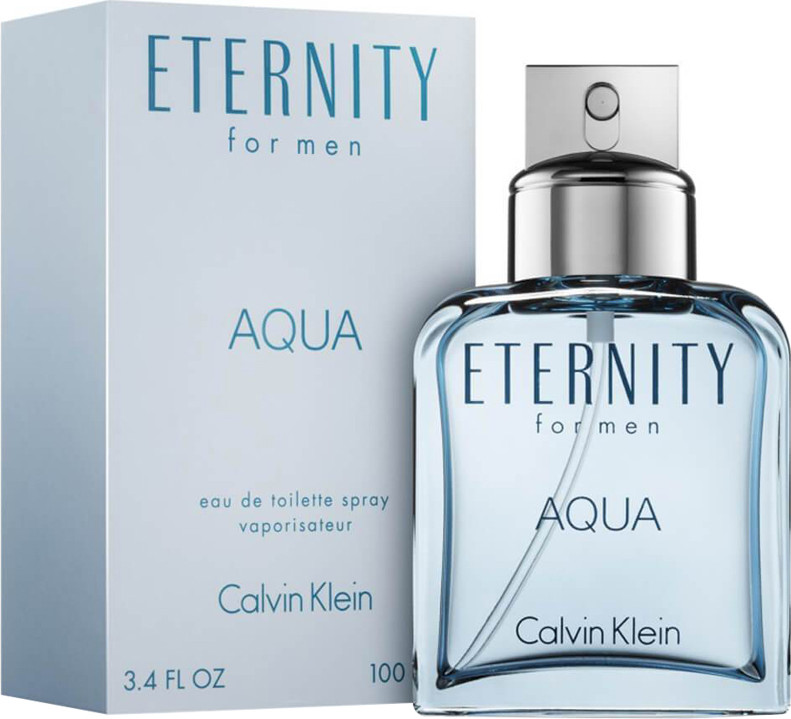 ETERNITY
for men
AQUA
eau de toilette spray
vaporisateur
Calvin Klein
3.4 FL OZ
100
ETERNITY
for men
AQUA
Calvin Klein